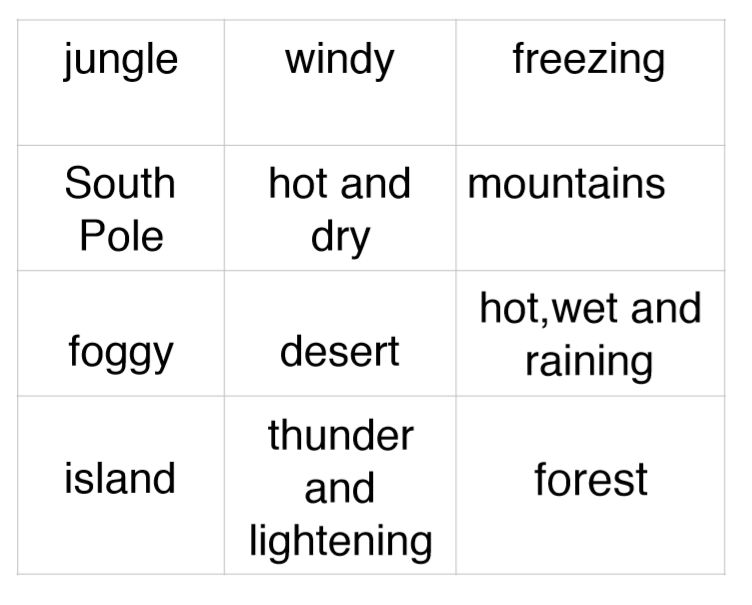 jungle
windy
freezing
South
Pole
hot and
dry
mountains
foggy
desert
hot,wet and
raining
island
thunder
and
lightening
forest